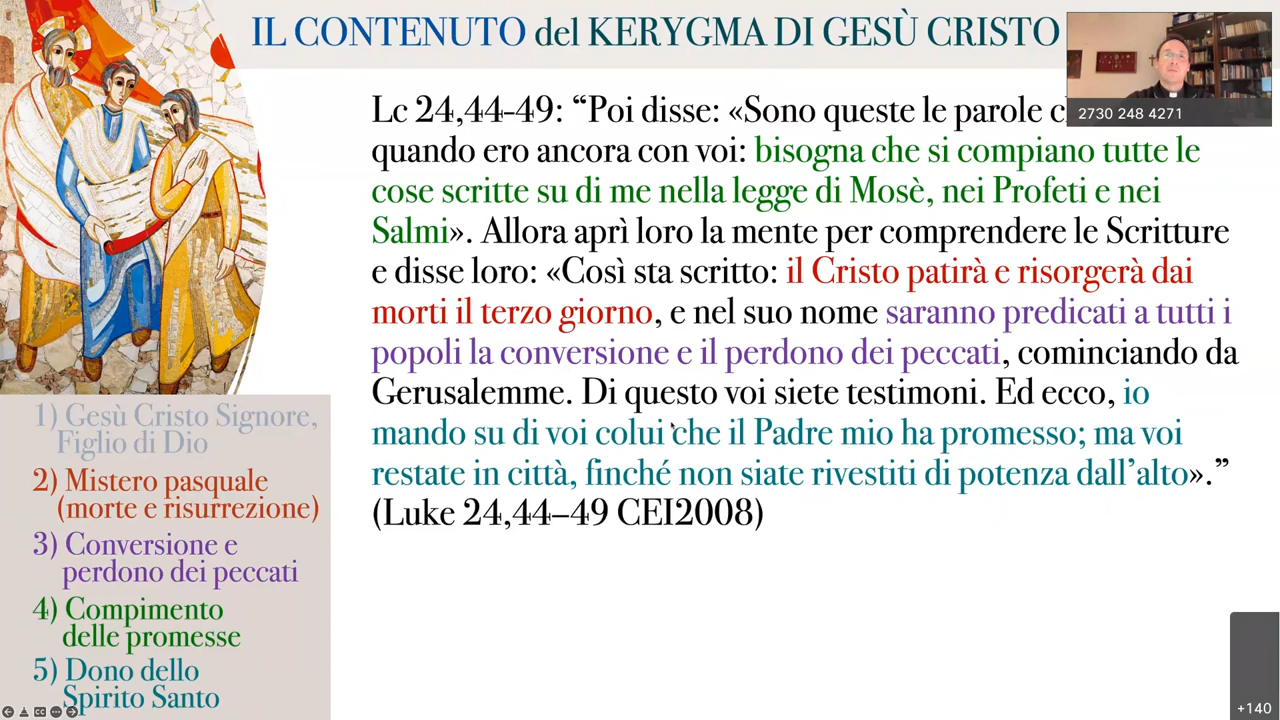 IL CONTENUTO del KERYGMA DI GESÙ CRISTO
2730 248 4271
Lc 24,44-49: “Poi disse: «Sono queste le parole
quando ero ancora con voi: bisogna che si compiano tutte le
cose scritte su di me nella legge di Mosè, nei Profeti e nei
Salmi». Allora aprì loro la mente per comprendere le Scritture
e disse loro: «Così sta scritto: il Cristo patirà e risorgerà dai
morti il terzo giorno, e nel suo nome saranno predicati a tutti i
popoli la conversione e il perdono dei peccati, cominciando da
Gerusalemme. Di questo voi siete testimoni. Ed ecco, io
mando su di voi colui che il Padre mio ha promesso; ma voi
restate in città, finché non siate rivestiti di potenza dall’alto».”
(Luke 24,44–49 CEI2008)
1) Gesù Cristo Signore,
Figlio di Dio
2) Mistero pasquale
(morte e risurrezione)
3) Conversione e
perdono dei peccati
4) Compimento
delle promesse
5) Dono dello
Spirito Santo
+140